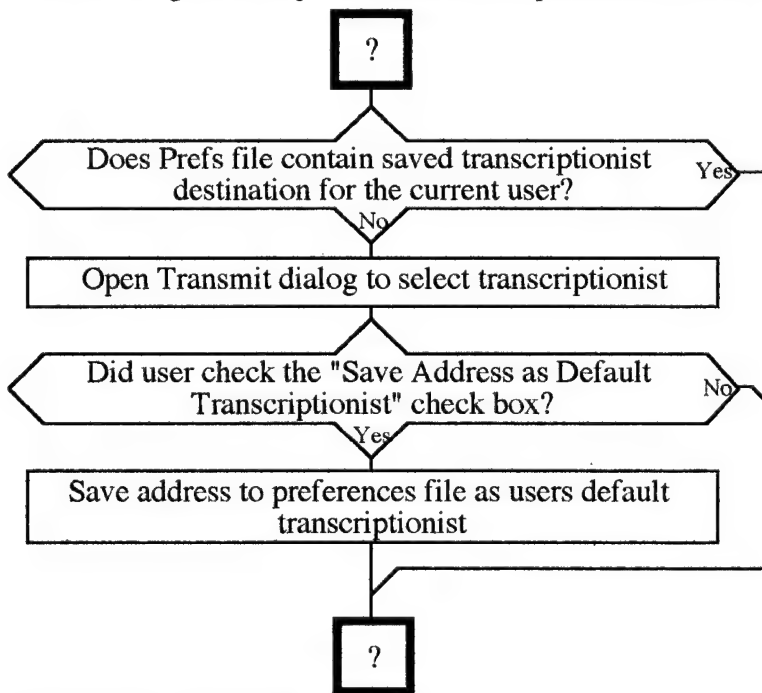 ?
Does Prefs file contain saved transcriptionist
destination for the current user?
Yes
No
Open Transmit dialog to select transcriptionist
Did user check the "Save Address as Default
Transcriptionist" check box?
No
Yes
Save address to preferences file as users default
transcriptionist
?